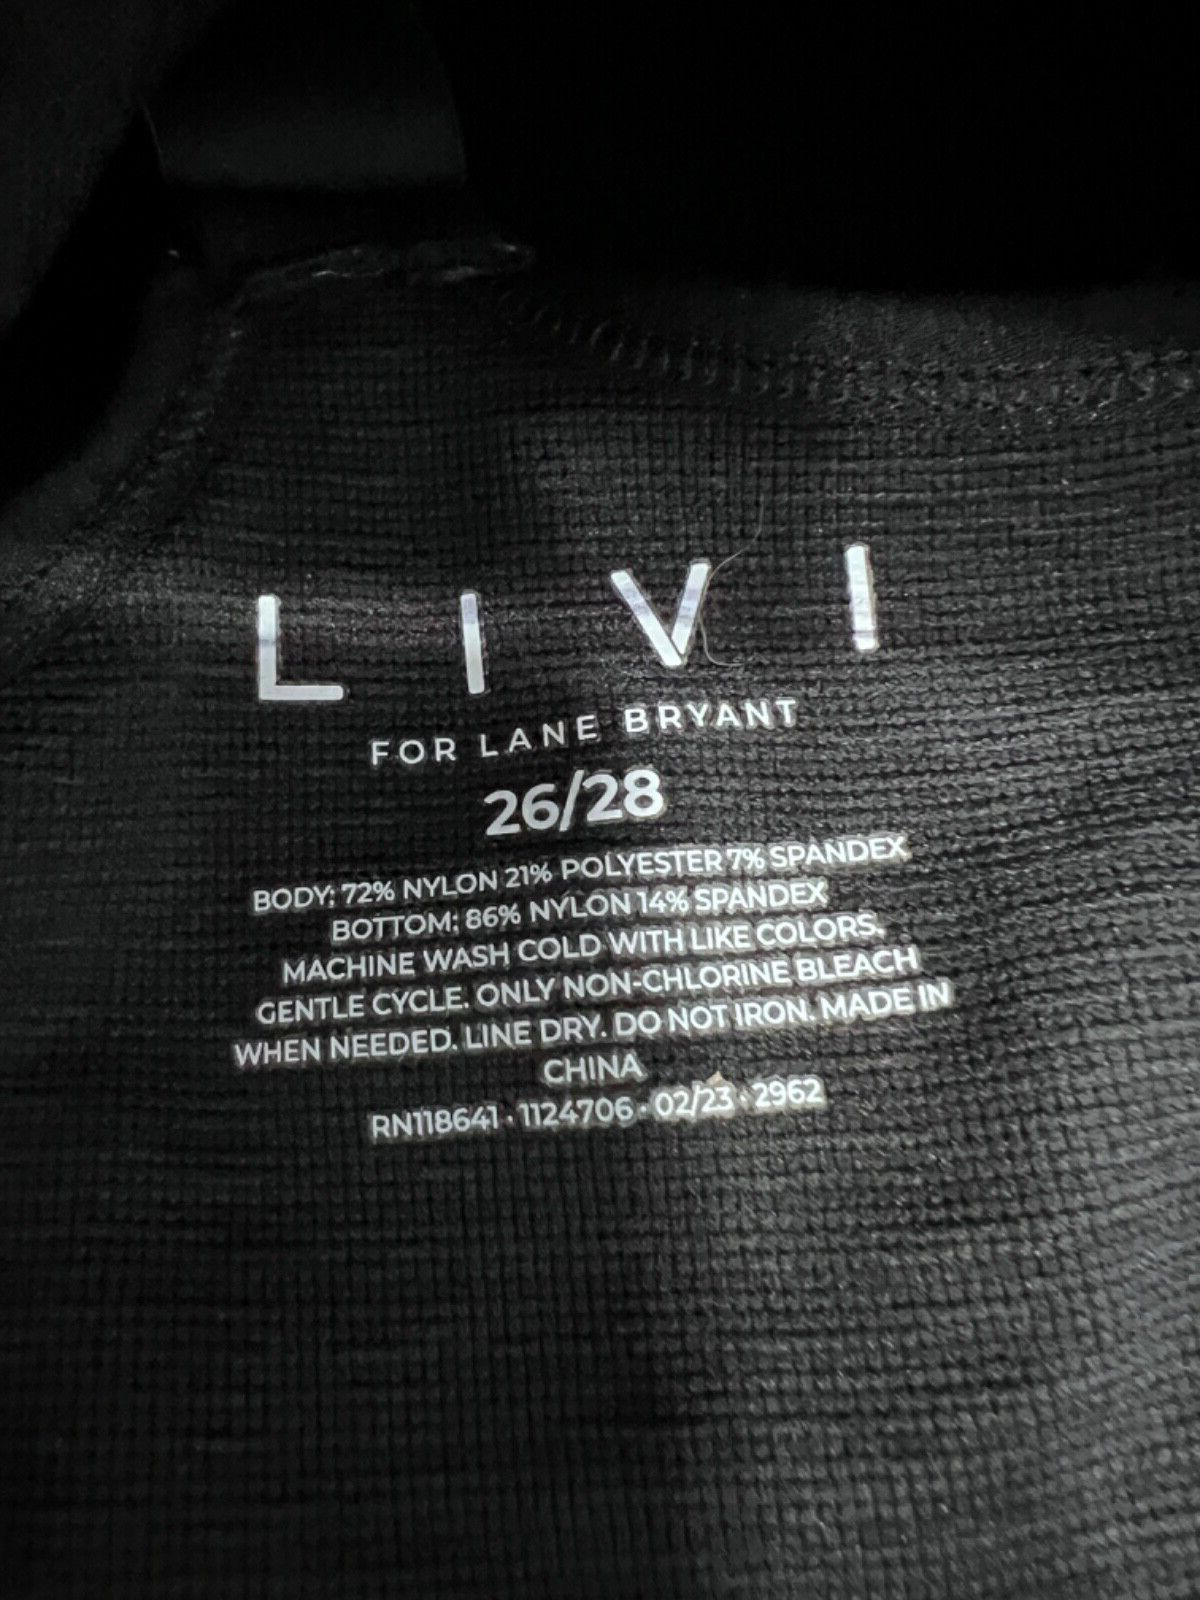 LIVI
FOR LANE BRYANT
26/28
BODY: 72% NYLON 21% POLYESTER 7% SPANDEX
BOTTOM: 86% NYLON 14% SPANDEX
MACHINE WASH COLD WITH LIKE COLORS.
GENTLE CYCLE. ONLY NON-CHLORINE BLEACH
WHEN NEEDED. LINE DRY. DO NOT IRON. MADE IN
CHINA
RN118641 · 1124706 · 02/23 · 2962